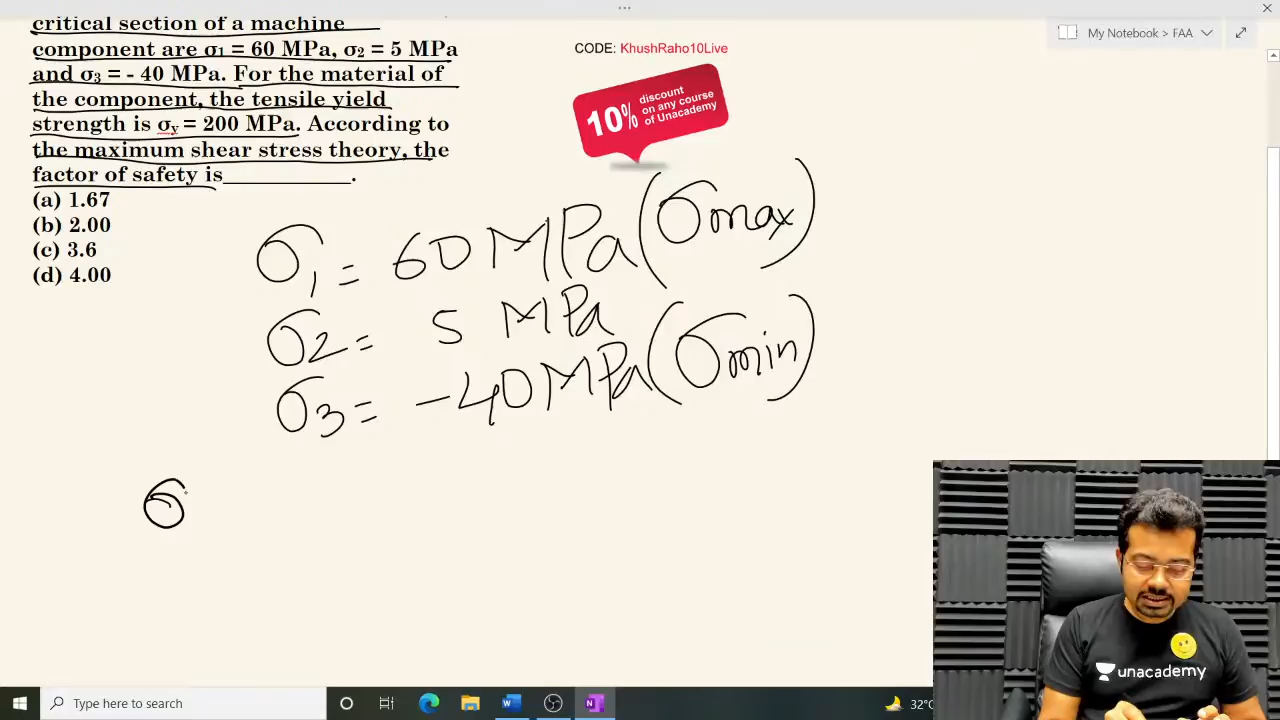 critical section of a machine
component are σ₁ = 60 MPa, σ₂ = 5 MPa
and σ₃ = - 40 MPa. For the material of
the component, the tensile yield
strength is σᵧ = 200 MPa. According to
the maximum shear stress theory, the
factor of safety is____________.
(a) 1.67
(b) 2.00
(c) 3.6
(d) 4.00
CODE: KhushRaho10Live
10% discount
on any course
of Unacademy
My Notebook > FAA
σ₁ = 60 MPa (σmax)
σ₂ = 5 MPa
σ₃ = -40 MPa (σmin)
σ
unacademy
Type here to search
32°C